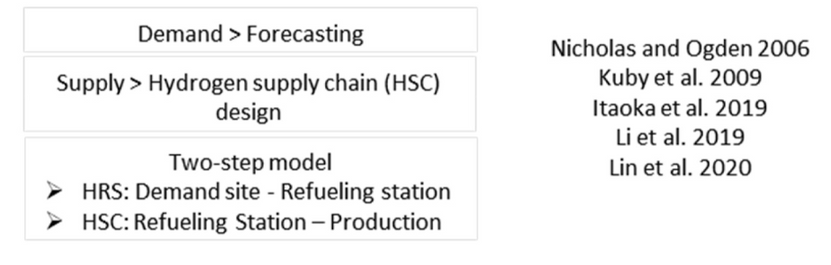 Demand > Forecasting
Supply > Hydrogen supply chain (HSC)
design
Two-step model
➢ HRS: Demand site - Refueling station
➢ HSC: Refueling Station – Production
Nicholas and Ogden 2006
Kuby et al. 2009
Itaoka et al. 2019
Li et al. 2019
Lin et al. 2020